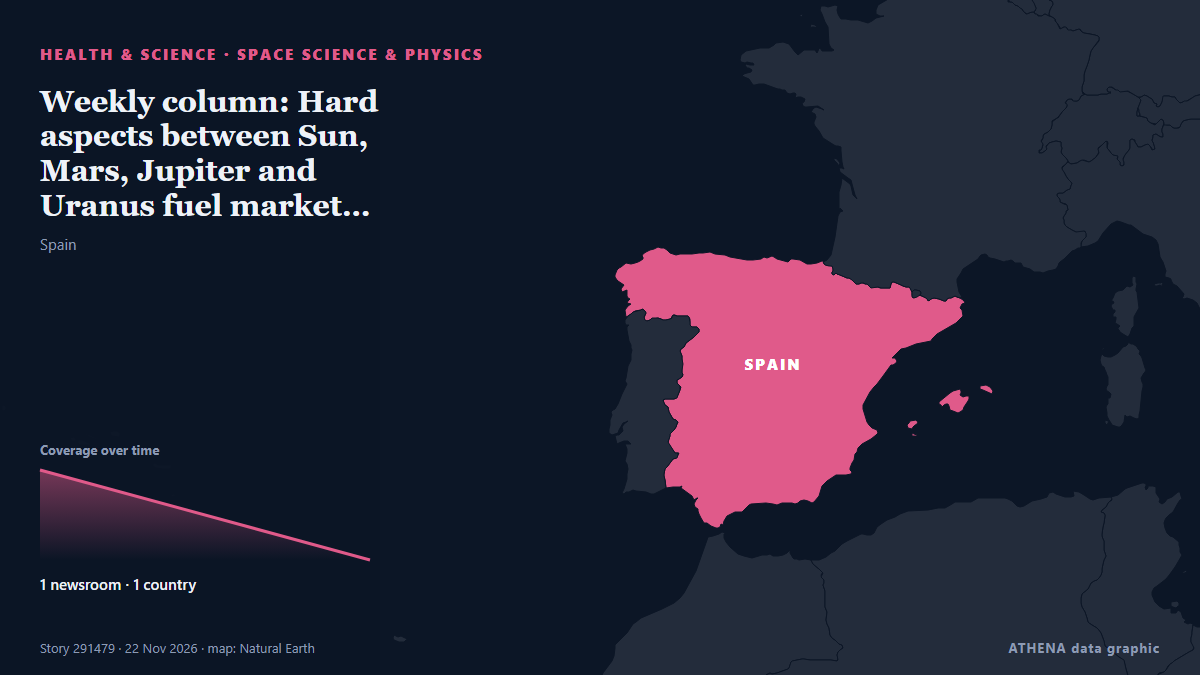 HEALTH & SCIENCE · SPACE SCIENCE & PHYSICS
Weekly column: Hard
aspects between Sun,
Mars, Jupiter and
Uranus fuel market...
Spain
SPAIN
Coverage over time
1 newsroom · 1 country
Story 291479 · 22 Nov 2026 · map: Natural Earth
ATHENA data graphic